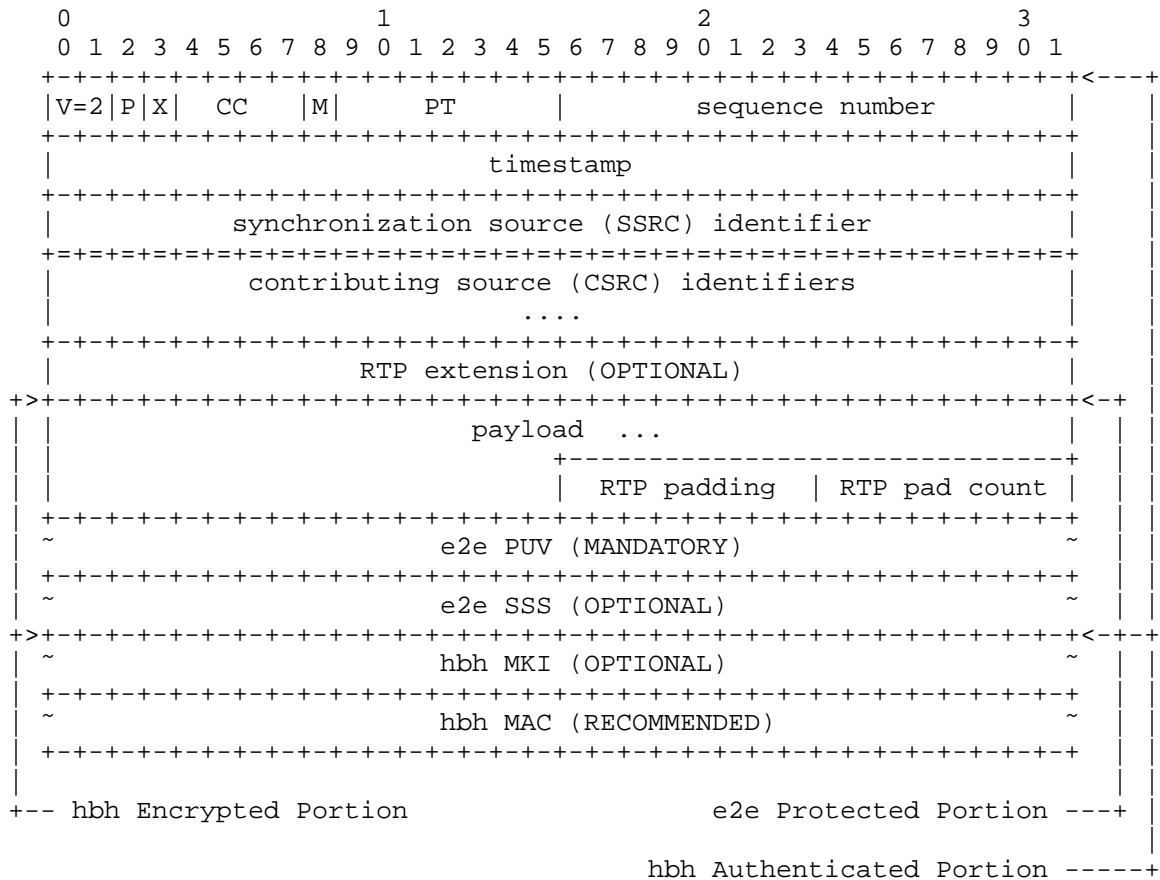 0 1 2 3
0 1 2 3 4 5 6 7 8 9 0 1 2 3 4 5 6 7 8 9 0 1 2 3 4 5 6 7 8 9 0 1
+-+-+-+-+-+-+-+-+-+-+-+-+-+-+-+-+-+-+-+-+-+-+-+-+-+-+-+-+-+-+-+-+<---+
|V=2|P|X| CC |M| PT | sequence number | |
+-+-+-+-+-+-+-+-+-+-+-+-+-+-+-+-+-+-+-+-+-+-+-+-+-+-+-+-+-+-+-+-+ |
| timestamp | |
+-+-+-+-+-+-+-+-+-+-+-+-+-+-+-+-+-+-+-+-+-+-+-+-+-+-+-+-+-+-+-+-+ |
| synchronization source (SSRC) identifier | |
+=+=+=+=+=+=+=+=+=+=+=+=+=+=+=+=+=+=+=+=+=+=+=+=+=+=+=+=+=+=+=+=+ |
| contributing source (CSRC) identifiers | |
| .... | |
+-+-+-+-+-+-+-+-+-+-+-+-+-+-+-+-+-+-+-+-+-+-+-+-+-+-+-+-+-+-+-+-+ |
| RTP extension (OPTIONAL) | |
+>+-+-+-+-+-+-+-+-+-+-+-+-+-+-+-+-+-+-+-+-+-+-+-+-+-+-+-+-+-+-+-+-+<-+ |
| | payload ... | | |
| | +-------------------------------+ | |
| | | RTP padding | RTP pad count | | |
| +-+-+-+-+-+-+-+-+-+-+-+-+-+-+-+-+-+-+-+-+-+-+-+-+-+-+-+-+-+-+-+-+ | |
| ~ e2e PUV (MANDATORY) ~ | |
| +-+-+-+-+-+-+-+-+-+-+-+-+-+-+-+-+-+-+-+-+-+-+-+-+-+-+-+-+-+-+-+-+ | |
| ~ e2e SSS (OPTIONAL) ~ | |
+>+-+-+-+-+-+-+-+-+-+-+-+-+-+-+-+-+-+-+-+-+-+-+-+-+-+-+-+-+-+-+-+-+<-+-+
| ~ hbh MKI (OPTIONAL) ~ | |
| +-+-+-+-+-+-+-+-+-+-+-+-+-+-+-+-+-+-+-+-+-+-+-+-+-+-+-+-+-+-+-+-+ | |
| ~ hbh MAC (RECOMMENDED) ~ | |
| +-+-+-+-+-+-+-+-+-+-+-+-+-+-+-+-+-+-+-+-+-+-+-+-+-+-+-+-+-+-+-+-+ | |
| | |
+-- hbh Encrypted Portion e2e Protected Portion ---+ |
|
hbh Authenticated Portion -----+